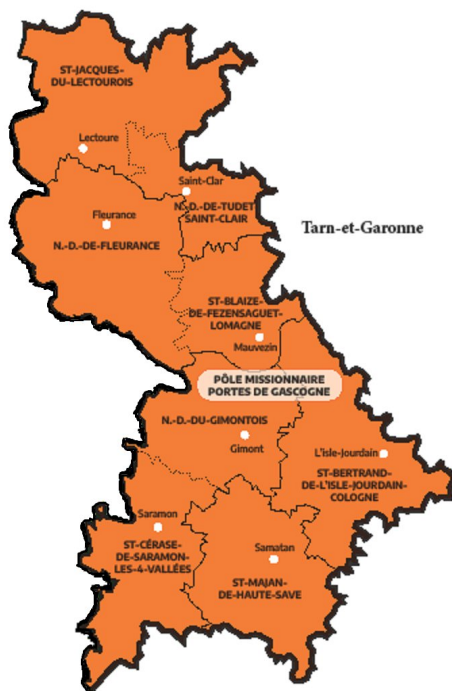 ST-JACQUES-
DU-LECTOUROIS
Lectoure
Saint-Clar
N.-D.-DE-TUDET
SAINT-CLAIR
Fleurance
N.-D.-DE-FLEURANCE
Tarn-et-Garonne
ST-BLAIZE-
DE-FEZENSAGUET-
LOMAGNE
Mauvezin
PÔLE MISSIONNAIRE
PORTES DE GASCOGNE
N.-D.-DU-GIMONTOIS
Gimont
L'isle-Jourdain
ST-BERTRAND-
DE-L'ISLE-JOURDAIN-
COLOGNE
Saramon
ST-CÉRASE-
DE-SARAMON-
LES-4-VALLÉES
Samatan
ST-MAJAN-
DE-HAUTE-SAVE